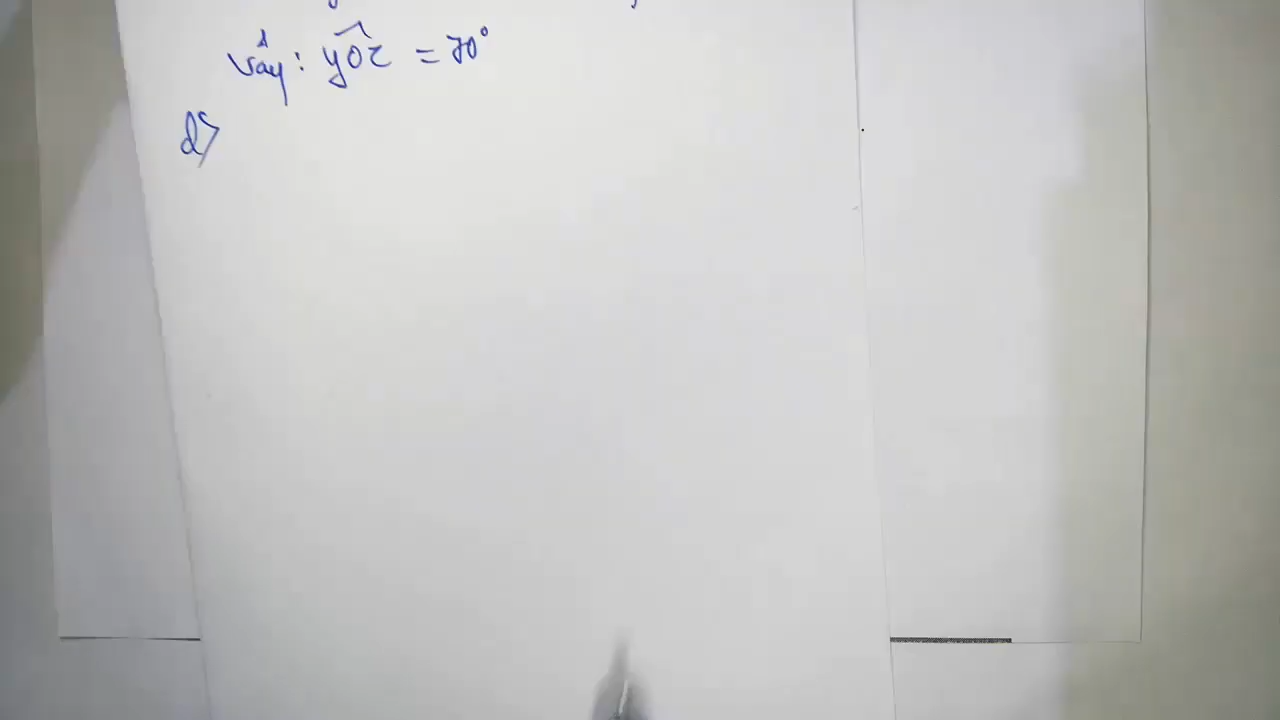 Vậy: yÔz = 70°
d)